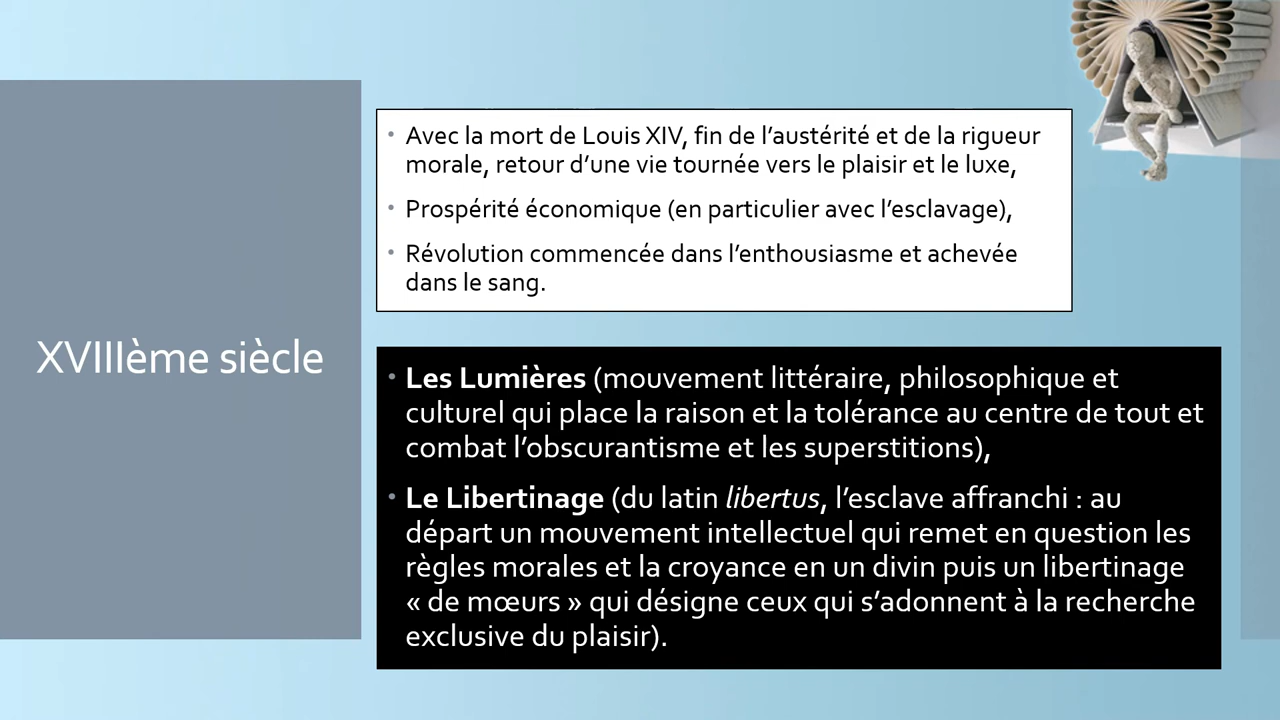 XVIIIème siècle
• Avec la mort de Louis XIV, fin de l’austérité et de la rigueur
morale, retour d’une vie tournée vers le plaisir et le luxe,
• Prospérité économique (en particulier avec l’esclavage),
• Révolution commencée dans l’enthousiasme et achevée
dans le sang.
• Les Lumières (mouvement littéraire, philosophique et
culturel qui place la raison et la tolérance au centre de tout et
combat l’obscurantisme et les superstitions),
• Le Libertinage (du latin libertus, l’esclave affranchi : au
départ un mouvement intellectuel qui remet en question les
règles morales et la croyance en un divin puis un libertinage
« de mœurs » qui désigne ceux qui s’adonnent à la recherche
exclusive du plaisir).